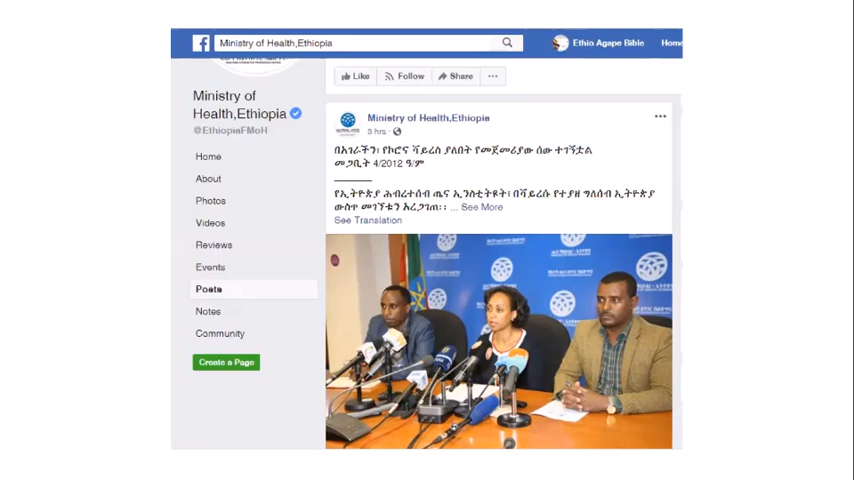 Ministry of Health,Ethiopia
Ethio Agape Bible
Home
Like
Follow
Share
Ministry of
Health,Ethiopia
@EthiopiaFMoH
Home
About
Photos
Videos
Reviews
Events
Posts
Notes
Community
Create a Page
Ministry of Health,Ethiopia
3 hrs ·
በአገራችን፣ የኮሮና ቫይረስ ያለበት የመጀመሪያው ሰው ተገኝቷል
መጋቢት 4/2012 ዓ/ም
የኢትዮጵያ ሕብረተሰብ ጤና ኢንስቲትዩት፣ በቫይረሱ የተያዘ ግለሰብ ኢትዮጵያ
ውስጥ መገኘቱን አረጋገጠ፡፡ ... See More
See Translation